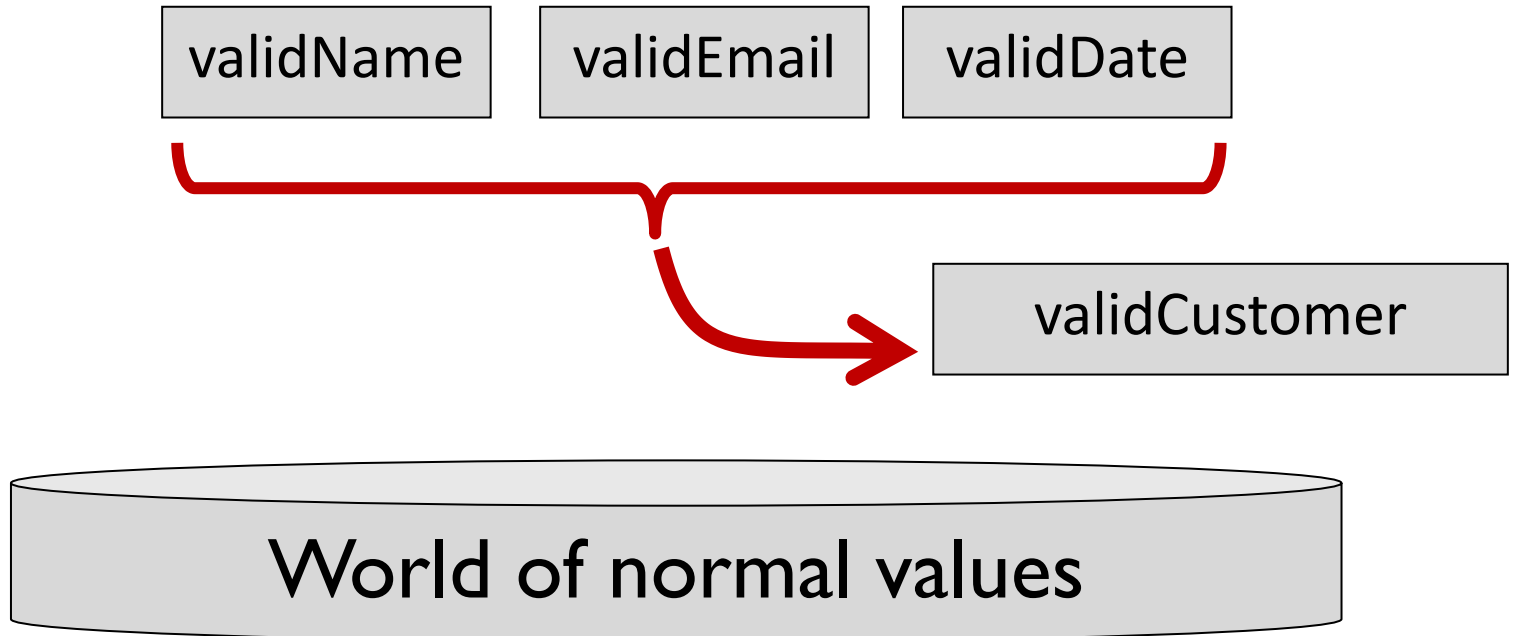 validName
validEmail
validDate
validCustomer
World of normal values